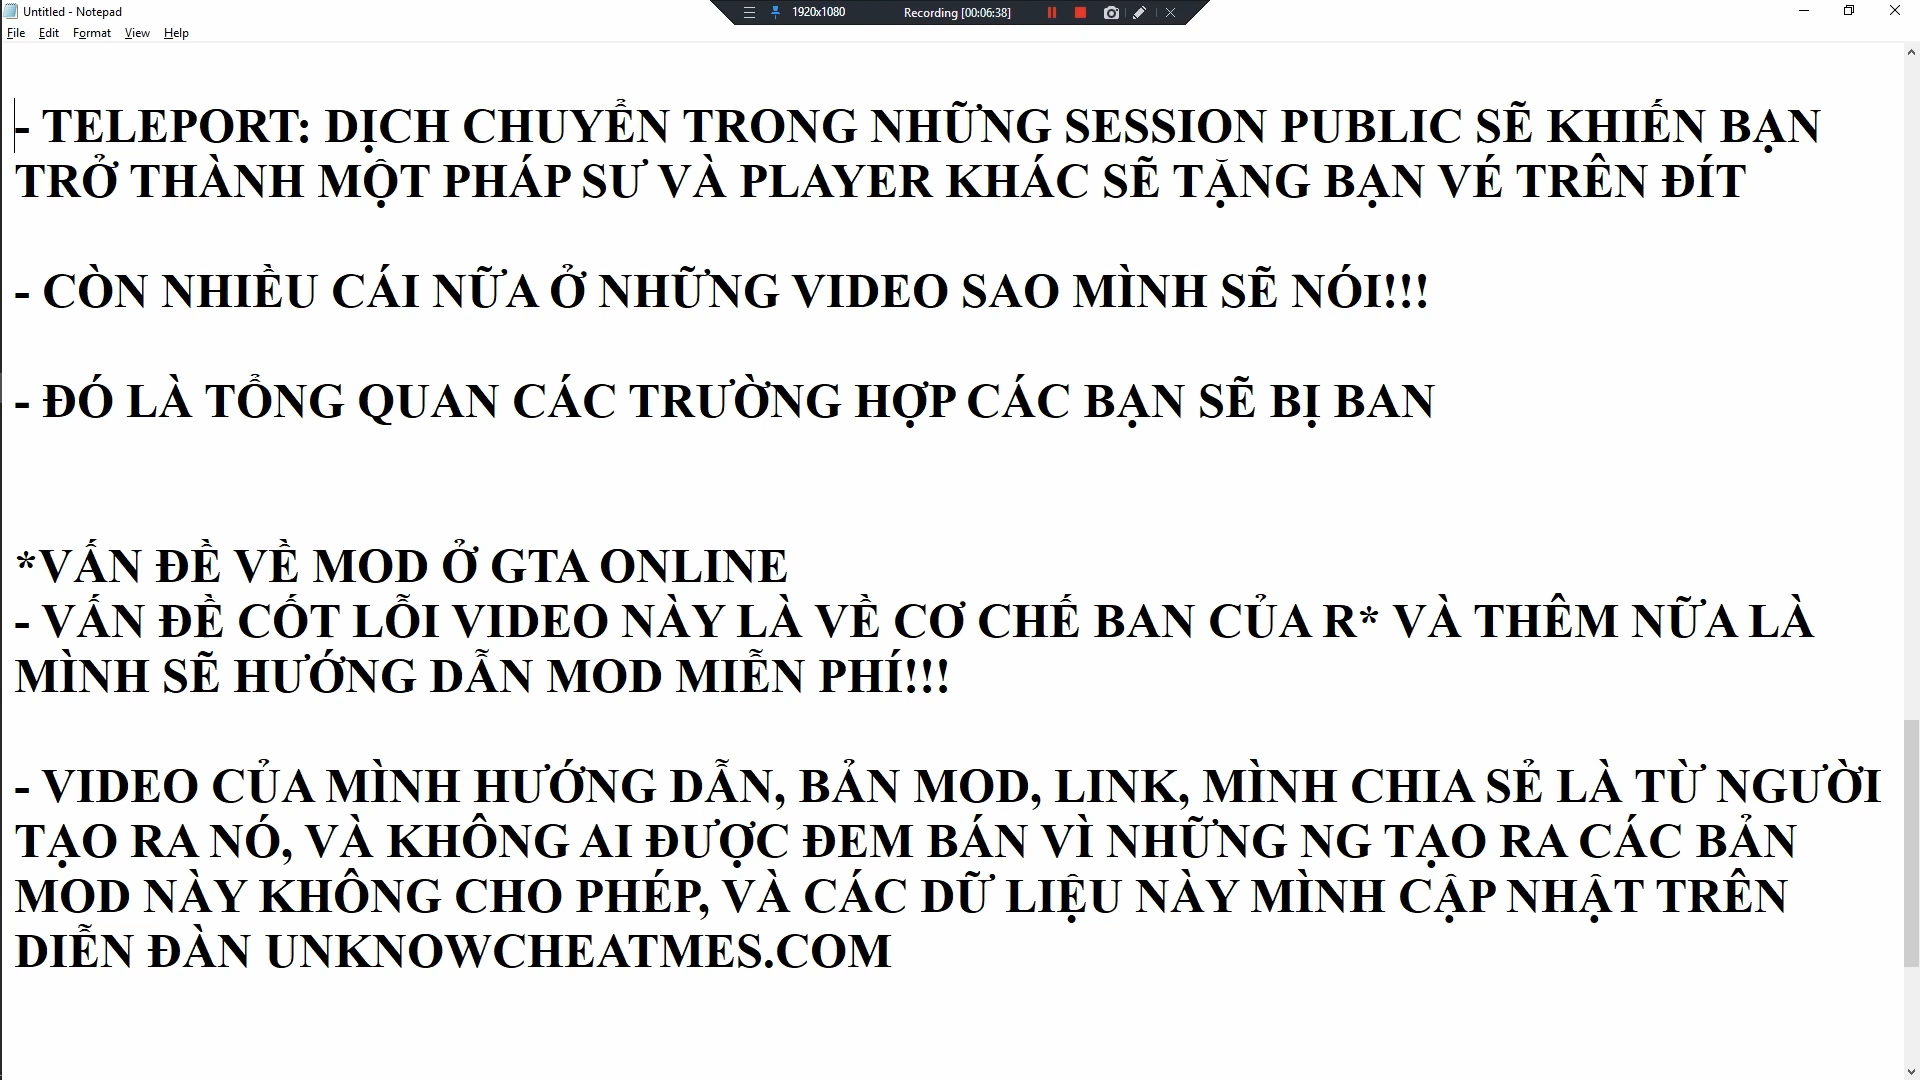 Untitled - Notepad
1920x1080
Recording [00:06:38]
File Edit Format View Help
- TELEPORT: DỊCH CHUYỂN TRONG NHỮNG SESSION PUBLIC SẼ KHIẾN BẠN
TRỞ THÀNH MỘT PHÁP SƯ VÀ PLAYER KHÁC SẼ TẶNG BẠN VÉ TRÊN ĐÍT
- CÒN NHIỀU CÁI NỮA Ở NHỮNG VIDEO SAO MÌNH SẼ NÓI!!!
- ĐÓ LÀ TỔNG QUAN CÁC TRƯỜNG HỢP CÁC BẠN SẼ BỊ BAN
*VẤN ĐỀ VỀ MOD Ở GTA ONLINE
- VẤN ĐỀ CỐT LỖI VIDEO NÀY LÀ VỀ CƠ CHẾ BAN CỦA R* VÀ THÊM NỮA LÀ
MÌNH SẼ HƯỚNG DẪN MOD MIỄN PHÍ!!!
- VIDEO CỦA MÌNH HƯỚNG DẪN, BẢN MOD, LINK, MÌNH CHIA SẺ LÀ TỪ NGƯỜI
TẠO RA NÓ, VÀ KHÔNG AI ĐƯỢC ĐEM BÁN VÌ NHỮNG NG TẠO RA CÁC BẢN
MOD NÀY KHÔNG CHO PHÉP, VÀ CÁC DỮ LIỆU NÀY MÌNH CẬP NHẬT TRÊN
DIỄN ĐÀN UNKNOWCHEATMES.COM